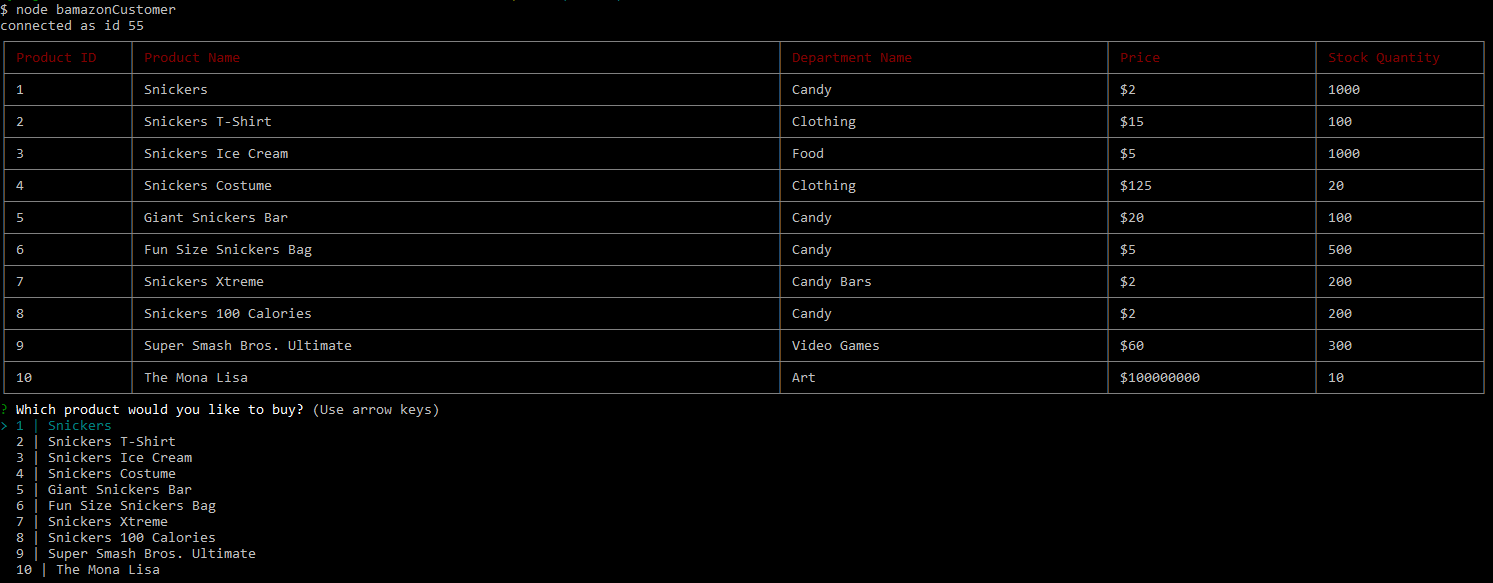 $ node bamazonCustomer
connected as id 55
Product ID Product Name Department Name Price Stock Quantity
1 Snickers Candy $2 1000
2 Snickers T-Shirt Clothing $15 100
3 Snickers Ice Cream Food $5 1000
4 Snickers Costume Clothing $125 20
5 Giant Snickers Bar Candy $20 100
6 Fun Size Snickers Bag Candy $5 500
7 Snickers Xtreme Candy Bars $2 200
8 Snickers 100 Calories Candy $2 200
9 Super Smash Bros. Ultimate Video Games $60 300
10 The Mona Lisa Art $100000000 10
? Which product would you like to buy? (Use arrow keys)
> 1 | Snickers
2 | Snickers T-Shirt
3 | Snickers Ice Cream
4 | Snickers Costume
5 | Giant Snickers Bar
6 | Fun Size Snickers Bag
7 | Snickers Xtreme
8 | Snickers 100 Calories
9 | Super Smash Bros. Ultimate
10 | The Mona Lisa